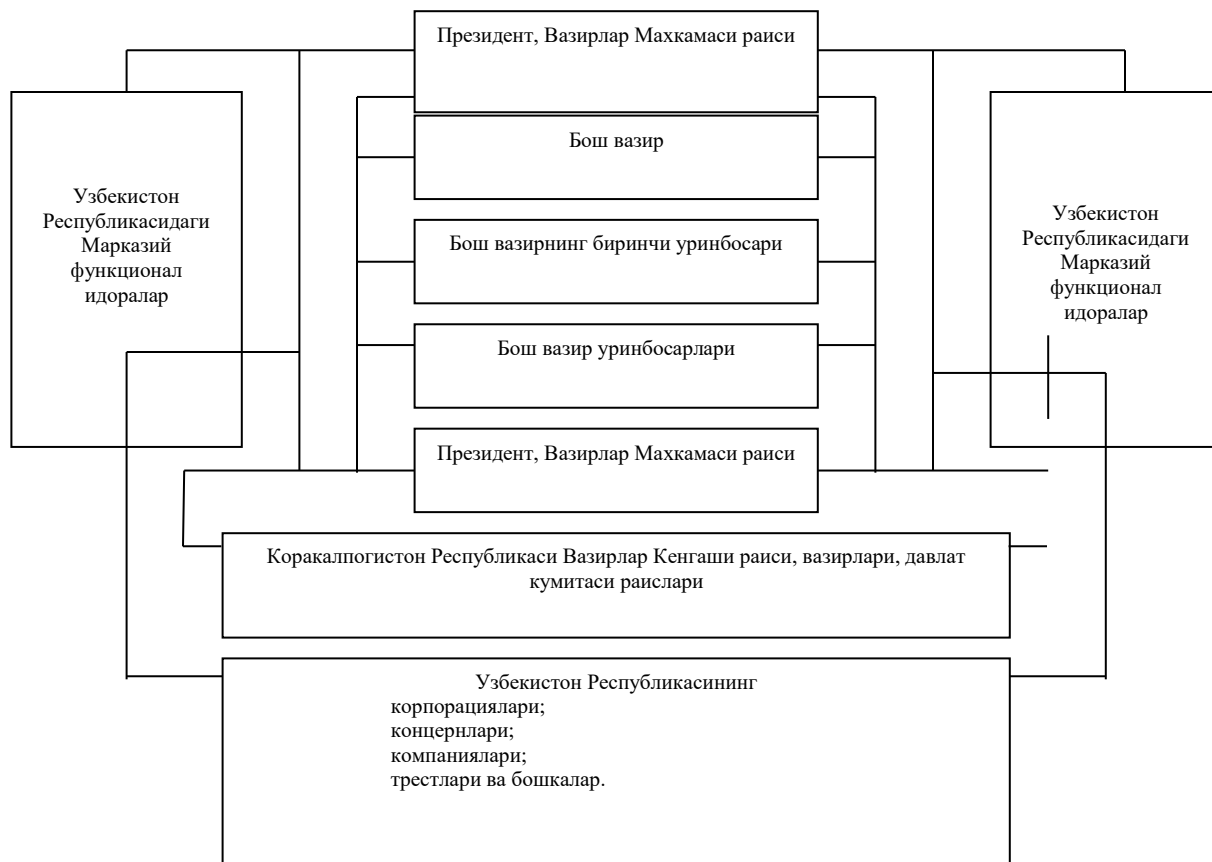 Президент, Вазирлар Махкамаси раиси
Бош вазир
Узбекистон
Республикасидаги
Марказий
функционал
идоралар
Узбекистон
Республикасидаги
Марказий
функционал
идоралар
Бош вазирнинг биринчи уринбосари
Бош вазир уринбосарлари
Президент, Вазирлар Махкамаси раиси
Коракалпогистон Республикаси Вазирлар Кенгаши раиси, вазирлари, давлат
кумитаси раислари
Узбекистон Республикасининг
корпорациялари;
концернлари;
компаниялари;
трестлари ва бошкалар.